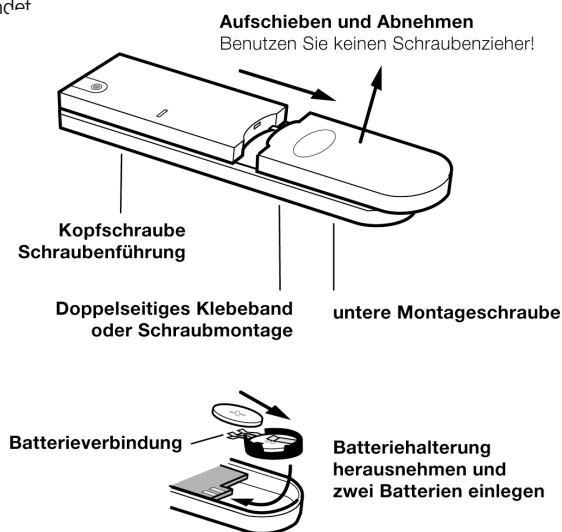 Aufschieben und Abnehmen
Benutzen Sie keinen Schraubenzieher!
Kopfschraube
Schraubenführung
Doppelseitiges Klebeband
oder Schraubmontage
untere Montageschraube
Batterieverbindung
Batteriehalterung
herausnehmen und
zwei Batterien einlegen